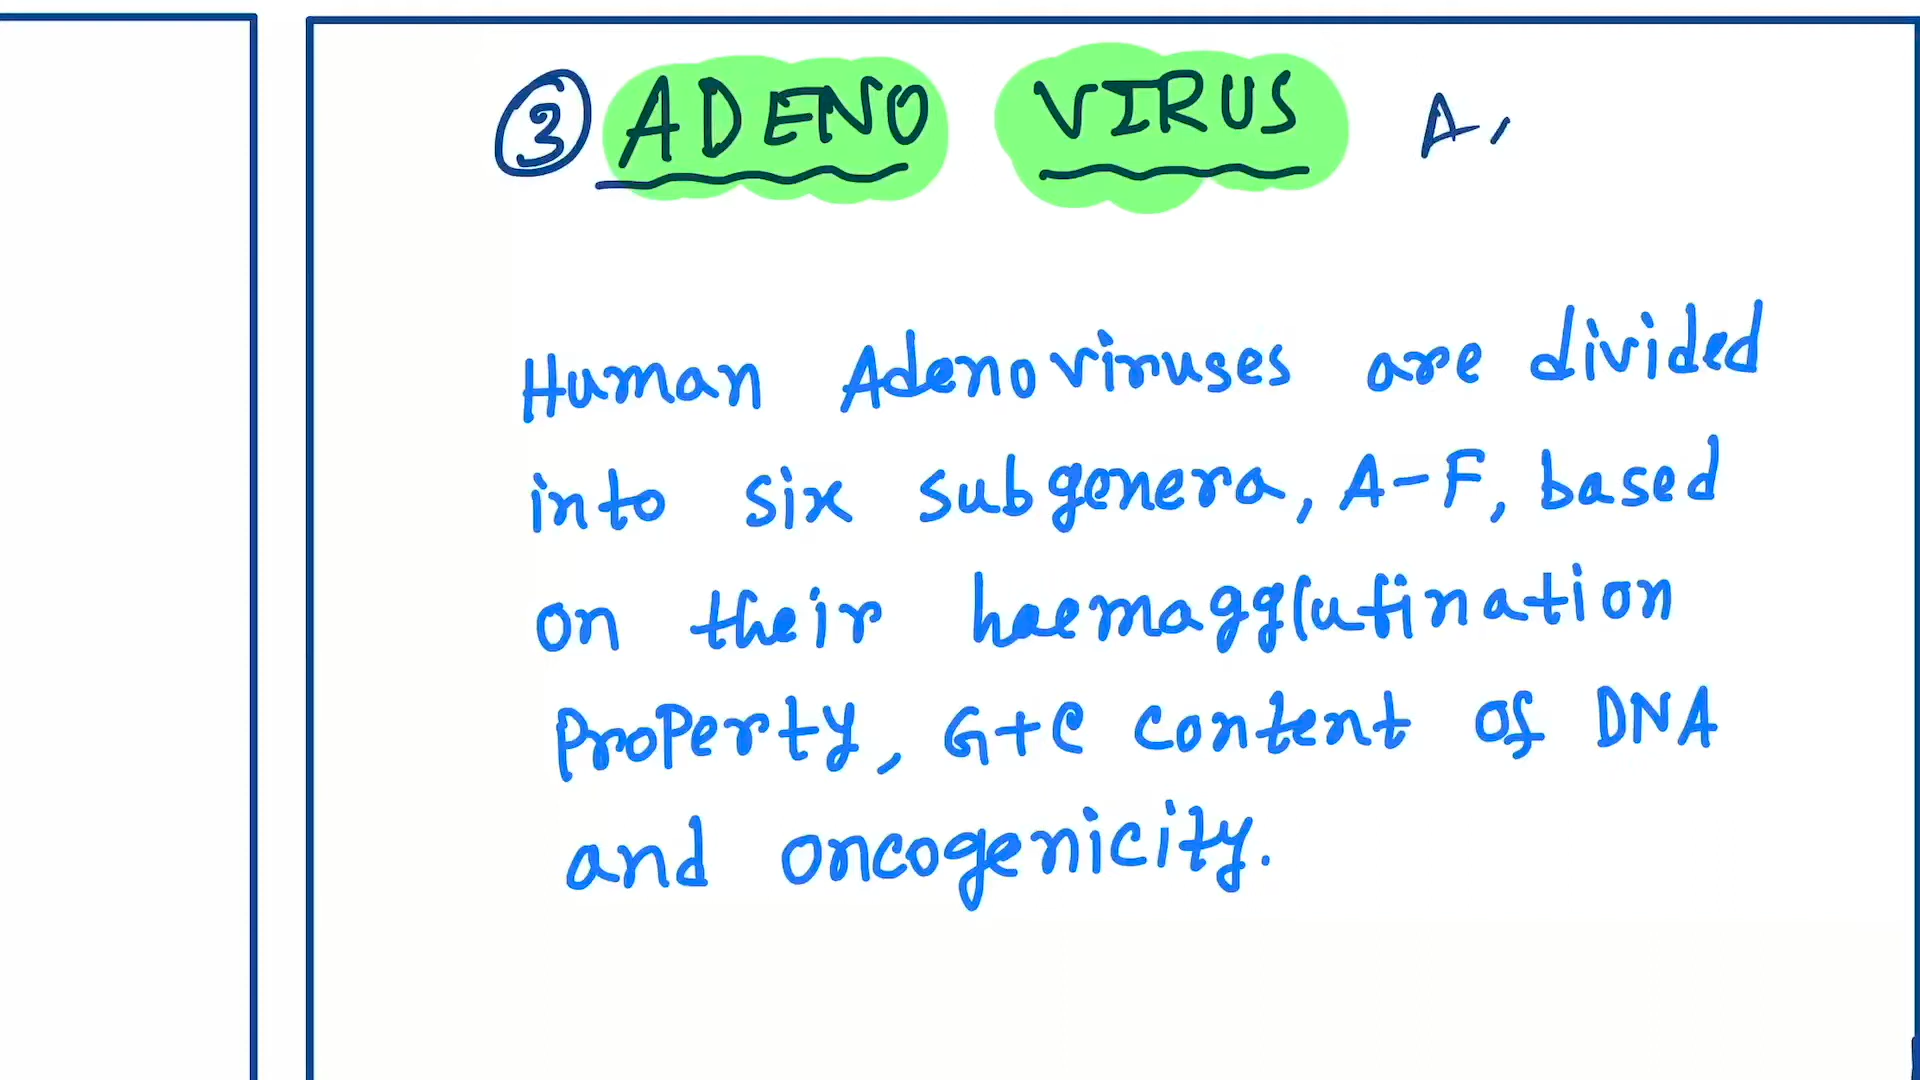 3 ADENO VIRUS A,
Human Adenoviruses are divided
into six subgenera, A-F, based
on their haemagglutination
property, G+C content of DNA
and oncogenicity.